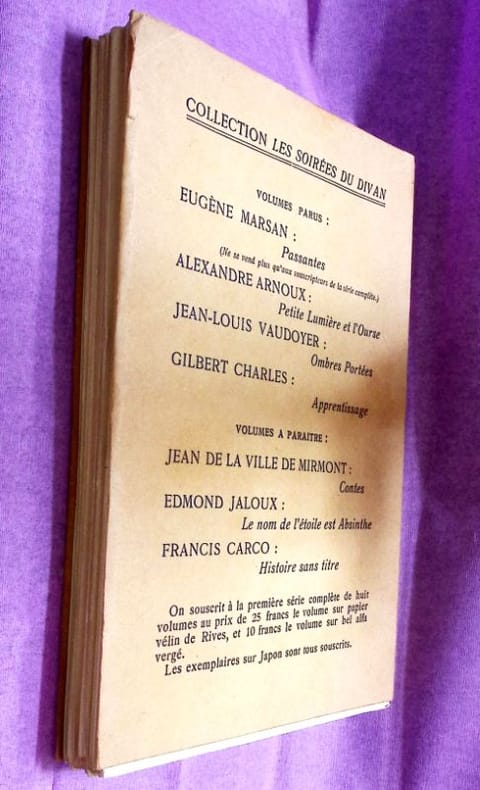 COLLECTION LES SOIRÉES DU DIVAN
VOLUMES PARUS :
EUGÈNE MARSAN :
Passantes
(Ne se vend plus qu'aux souscripteurs de la série complète.)
ALEXANDRE ARNOUX :
Petite Lumière et l'Ourse
JEAN-LOUIS VAUDOYER :
Ombres Portées
GILBERT CHARLES :
Apprentissage
VOLUMES A PARAITRE :
JEAN DE LA VILLE DE MIRMONT :
Contes
EDMOND JALOUX :
Le nom de l'étoile est Absinthe
FRANCIS CARCO :
Histoire sans titre
On souscrit à la première série complète de huit
volumes au prix de 25 francs le volume sur papier
vélin de Rives, et 10 francs le volume sur bel alfa
vergé.
Les exemplaires sur Japon sont tous souscrits.